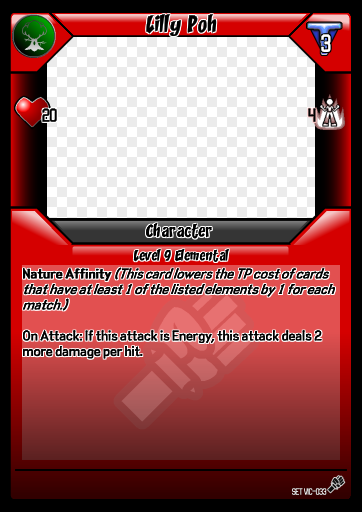 Lilly Poh
3
20
4
Character
Level 9 Elemental
Nature Affinity (This card lowers the TP cost of cards
that have at least 1 of the listed elements by 1 for each
match.)
On Attack: If this attack is Energy, this attack deals 2
more damage per hit.
SET VIC-033